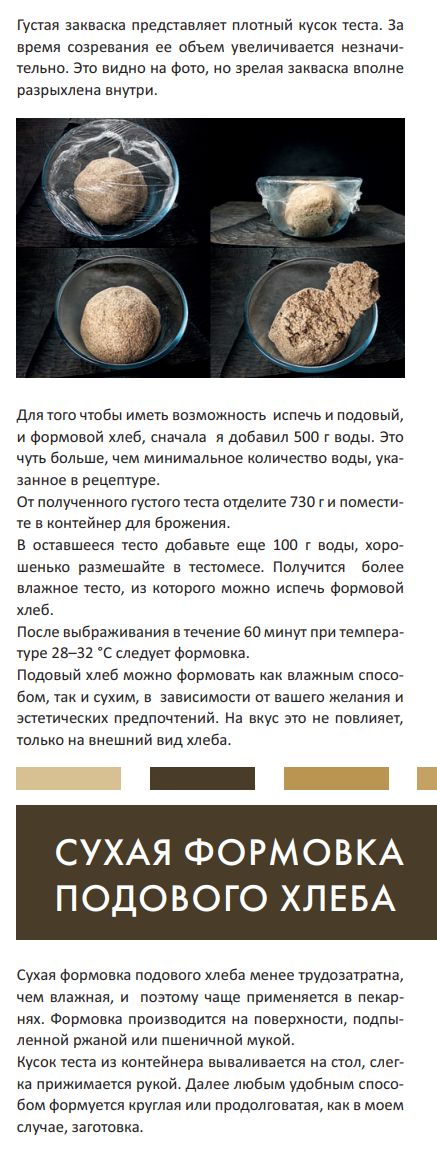 Густая закваска представляет плотный кусок теста. За
время созревания ее объем увеличивается незначи-
тельно. Это видно на фото, но зрелая закваска вполне
разрыхлена внутри.
Для того чтобы иметь возможность испечь и подовый,
и формовой хлеб, сначала я добавил 500 г воды. Это
чуть больше, чем минимальное количество воды, ука-
занное в рецептуре.
От полученного густого теста отделите 730 г и помести-
те в контейнер для брожения.
В оставшееся тесто добавьте еще 100 г воды, хоро-
шенько размешайте в тестомесе. Получится более
влажное тесто, из которого можно испечь формовой
хлеб.
После выбраживания в течение 60 минут при темпера-
туре 28–32 °C следует формовка.
Подовый хлеб можно формовать как влажным спосо-
бом, так и сухим, в зависимости от вашего желания и
эстетических предпочтений. На вкус это не повлияет,
только на внешний вид хлеба.
СУХАЯ ФОРМОВКА
ПОДОВОГО ХЛЕБА
Сухая формовка подового хлеба менее трудозатратна,
чем влажная, и поэтому чаще применяется в пекар-
нях. Формовка производится на поверхности, подпы-
ленной ржаной или пшеничной мукой.
Кусок теста из контейнера вываливается на стол, слег-
ка прижимается рукой. Далее любым удобным спосо-
бом формуется круглая или продолговатая, как в моем
случае, заготовка.